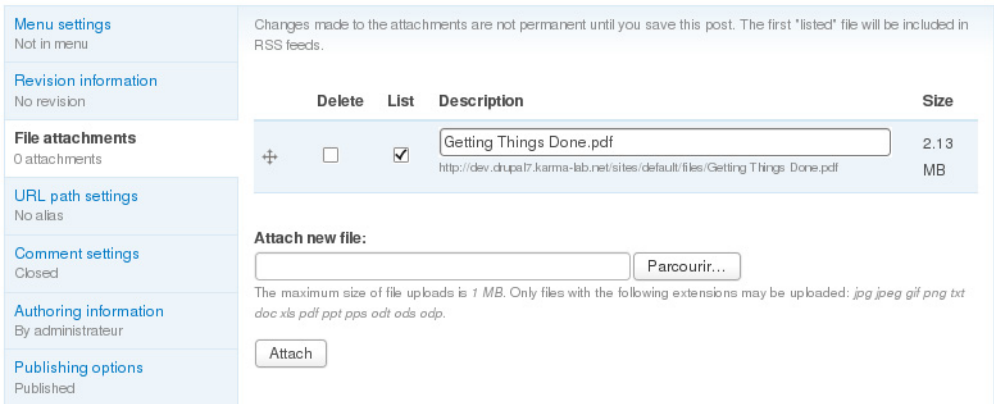 Menu settings
Not in menu
Revision information
No revision
File attachments
0 attachments
URL path settings
No alias
Comment settings
Closed
Authoring information
By administrateur
Publishing options
Published
Changes made to the attachments are not permanent until you save this post. The first "listed" file will be included in
RSS feeds.
Delete List Description Size
Getting Things Done.pdf 2.13
http://dev.drupal7.karma-lab.net/sites/default/files/Getting Things Done.pdf MB
Attach new file:
Parcourir...
The maximum size of file uploads is 1 MB. Only files with the following extensions may be uploaded: jpg jpeg gif png txt
doc xls pdf ppt pps odt ods odp.
Attach